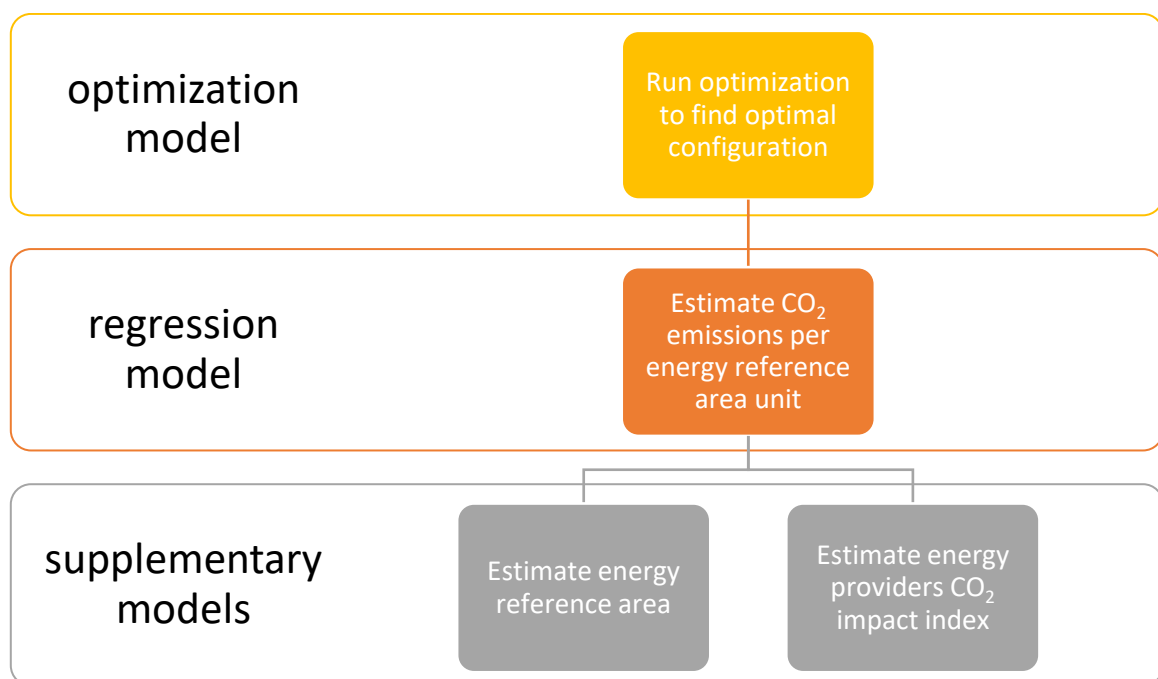 optimization
model
Run optimization
to find optimal
configuration
regression
model
Estimate CO₂
emissions per
energy reference
area unit
supplementary
models
Estimate energy
reference area
Estimate energy
providers CO₂
impact index